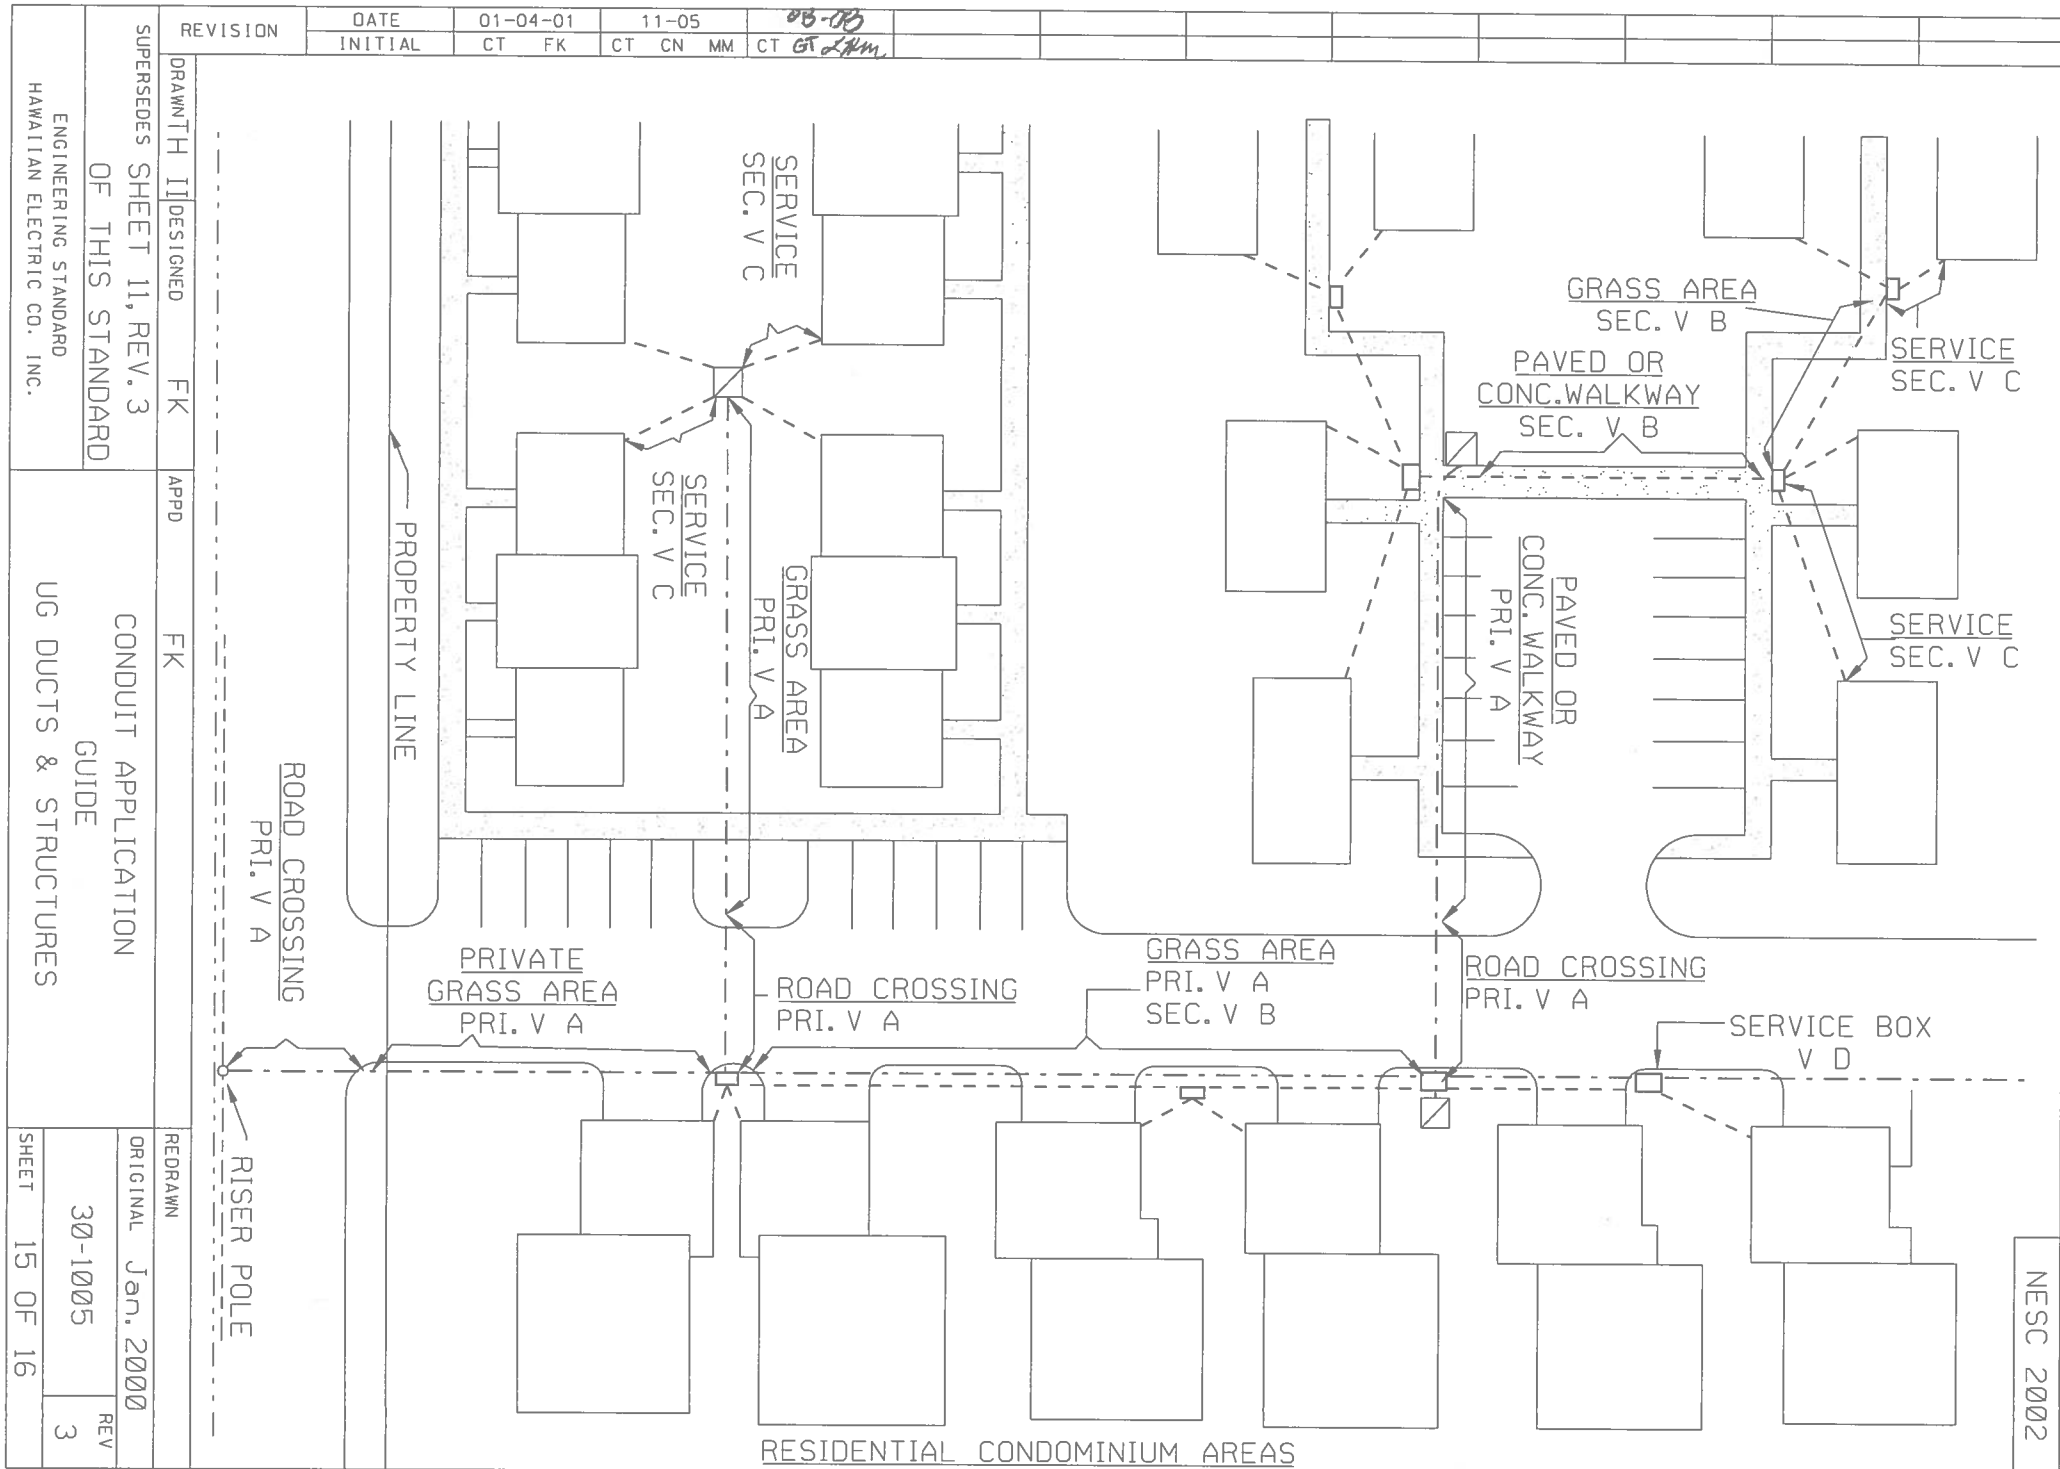 REVISION
DATE 01-04-01 11-05 03-03
INITIAL CT FK CT CN MM CT GT
NESC 2002
SERVICE
SEC. V C
GRASS AREA
SEC. V B
SERVICE
SEC. V C
PAVED OR
CONC. WALKWAY
SEC. V B
SERVICE
SEC. V C
GRASS AREA
PRI. V A
PAVED OR
CONC. WALKWAY
PRI. V A
SERVICE
SEC. V C
PROPERTY LINE
ROAD CROSSING
PRI. V A
PRIVATE
GRASS AREA
PRI. V A
ROAD CROSSING
PRI. V A
GRASS AREA
PRI. V A
SEC. V B
ROAD CROSSING
PRI. V A
SERVICE BOX
V D
RISER POLE
RESIDENTIAL CONDOMINIUM AREAS
DRAWN TH II DESIGNED FK APPD FK REDRAWN
SUPERSEDES SHEET 11, REV. 3
OF THIS STANDARD
ENGINEERING STANDARD
HAWAIIAN ELECTRIC CO. INC.
CONDUIT APPLICATION
GUIDE
UG DUCTS & STRUCTURES
ORIGINAL Jan. 2000
30-1005
REV
3
SHEET 15 OF 16